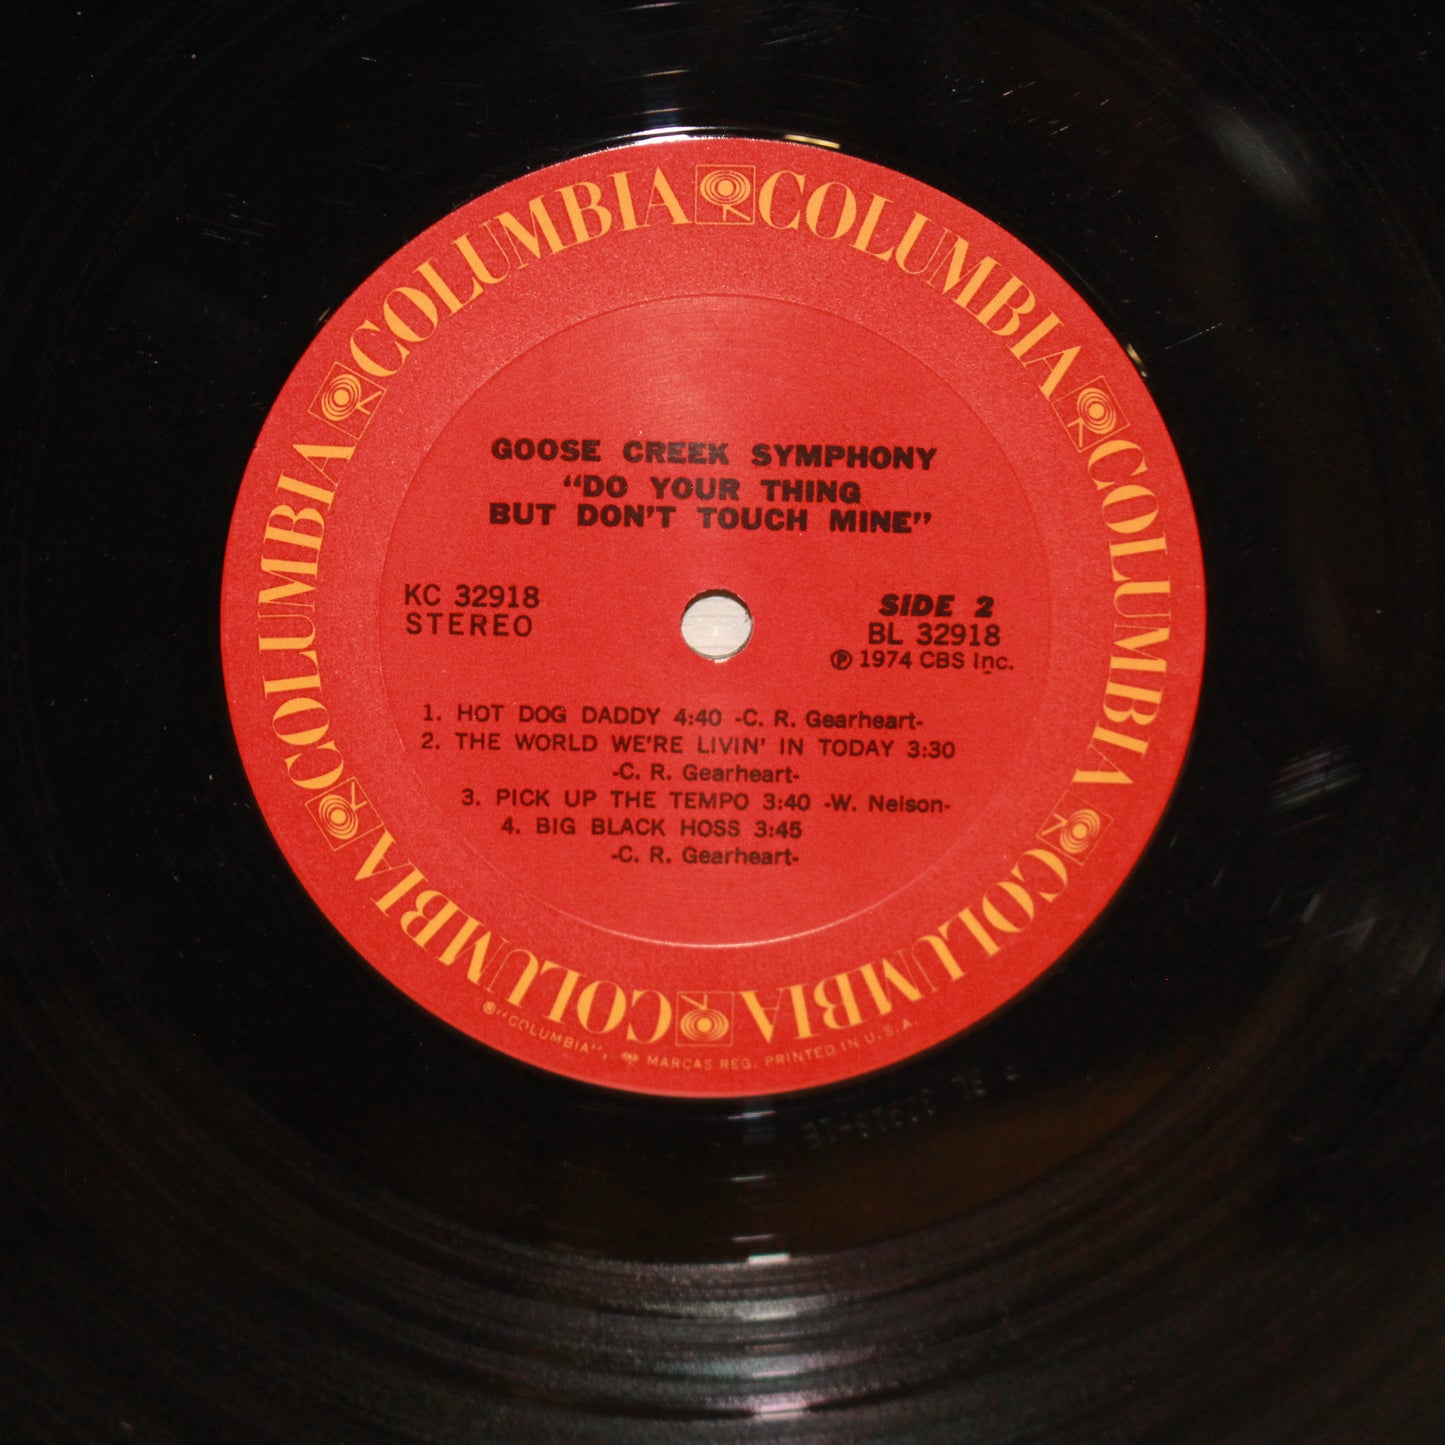 COLUMBIA COLUMBIA COLUMBIA COLUMBIA COLUMBIA COLUMBIA
GOOSE CREEK SYMPHONY
“DO YOUR THING
BUT DON'T TOUCH MINE”
KC 32918
STEREO
SIDE 2
BL 32918
Ⓟ 1974 CBS Inc.
1. HOT DOG DADDY 4:40 -C. R. Gearheart-
2. THE WORLD WE'RE LIVIN' IN TODAY 3:30
-C. R. Gearheart-
3. PICK UP THE TEMPO 3:40 -W. Nelson-
4. BIG BLACK HOSS 3:45
-C. R. Gearheart-
®“COLUMBIA”, MARCAS REG. PRINTED IN U.S.A.